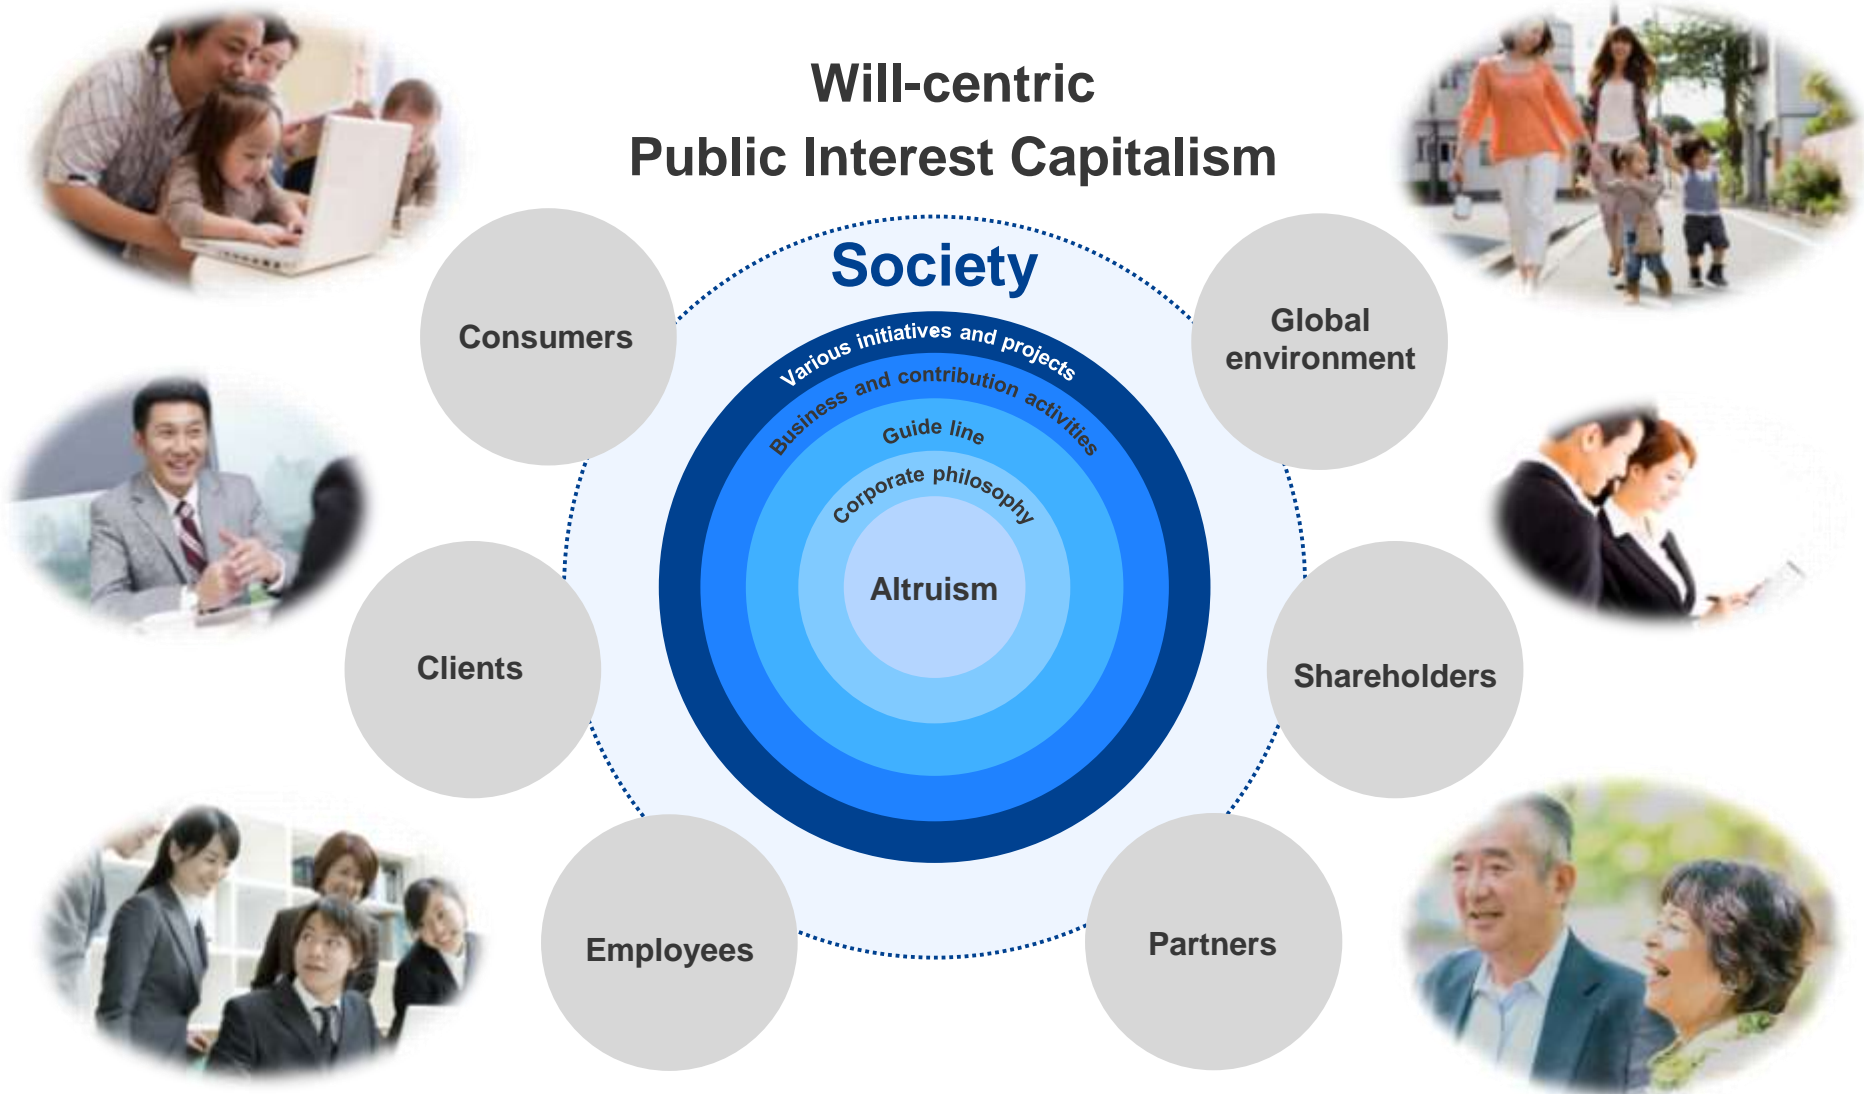 Will-centric
Public Interest Capitalism
Society
Consumers
Global
environment
Various initiatives and projects
Business and contribution activities
Guide line
Corporate philosophy
Altruism
Clients
Shareholders
Employees
Partners